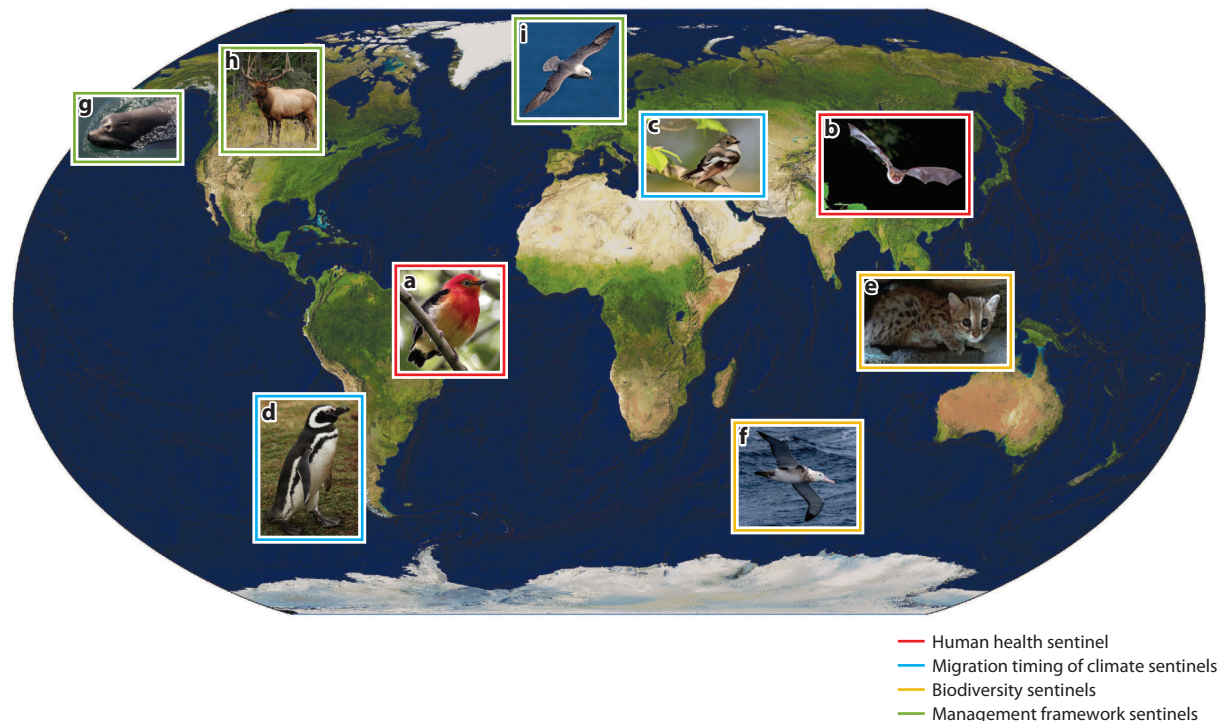 i
h
g
c
b
a
e
d
f
Human health sentinel
Migration timing of climate sentinels
Biodiversity sentinels
Management framework sentinels